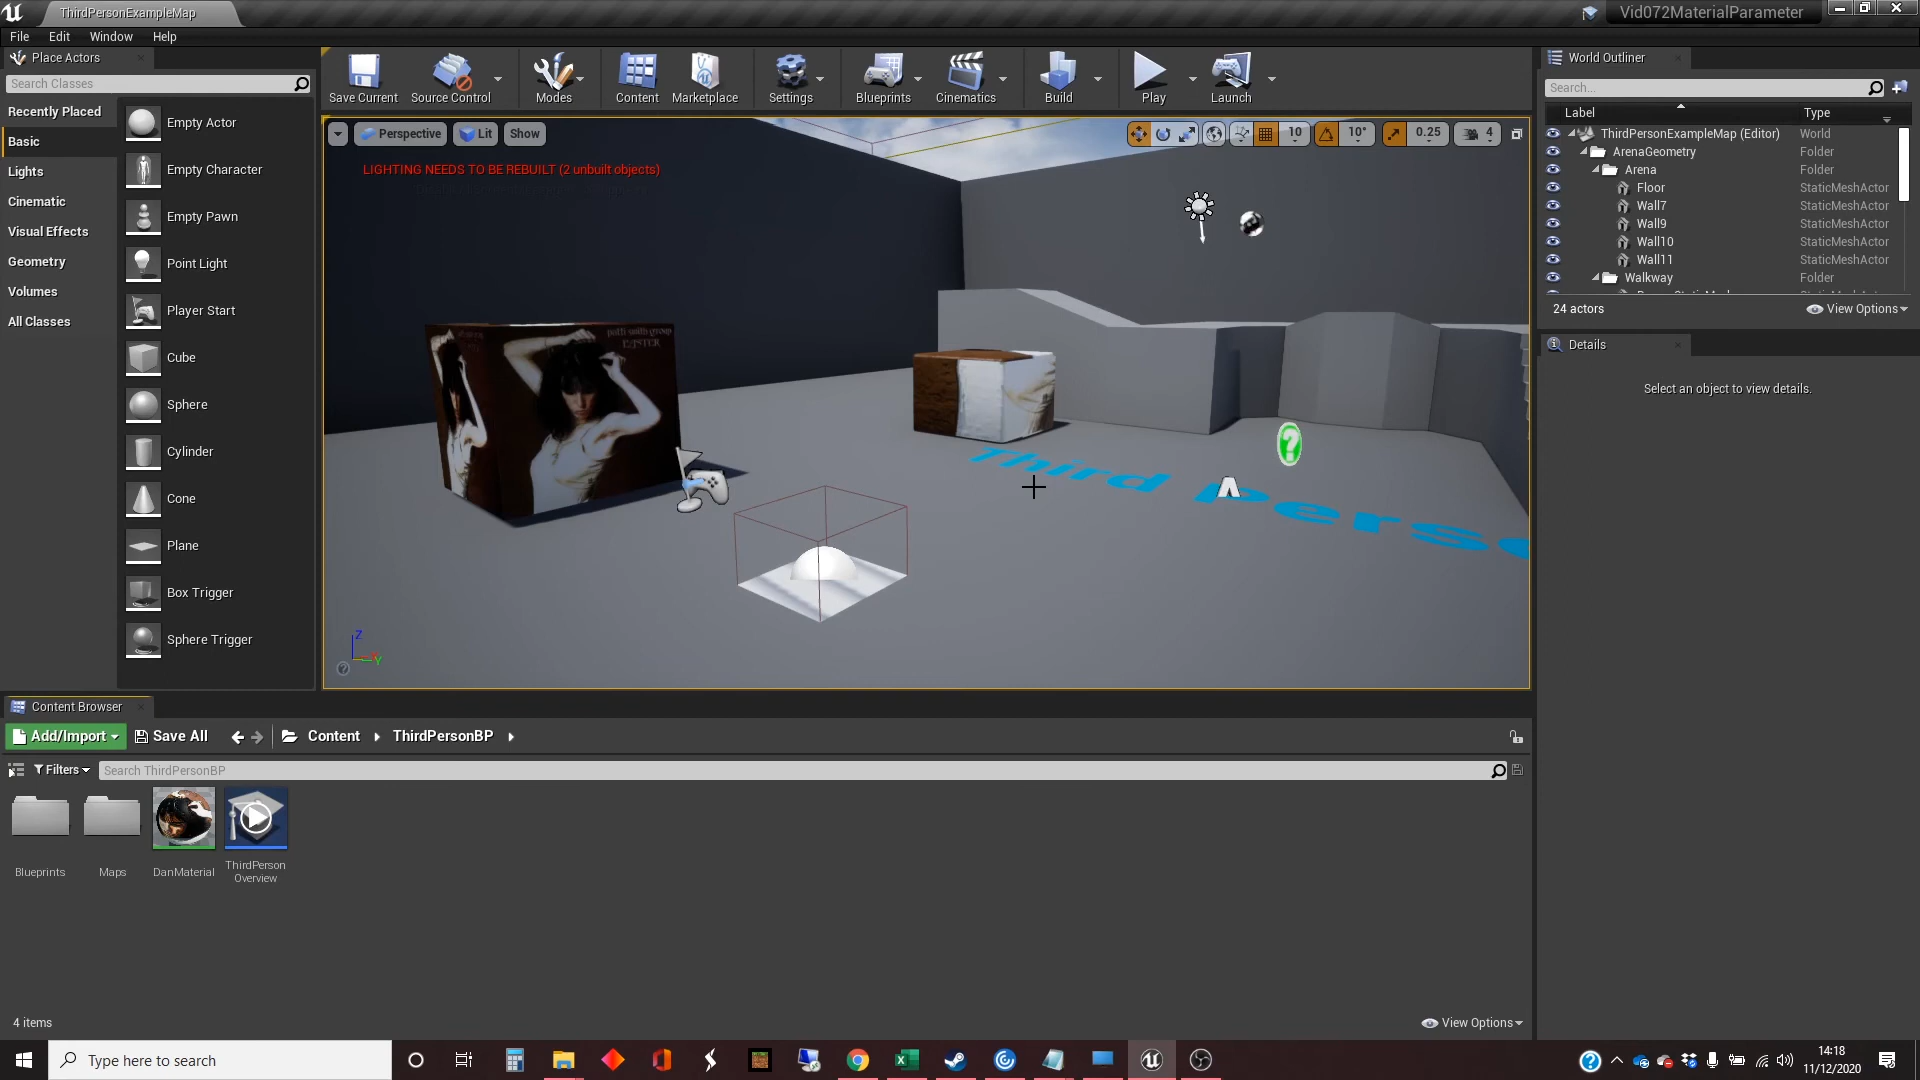 ThirdPersonExampleMap
Vid072MaterialParameter
File Edit Window Help
Place Actors
Search Classes
Recently Placed
Basic
Lights
Cinematic
Visual Effects
Geometry
Volumes
All Classes
Empty Actor
Empty Character
Empty Pawn
Point Light
Player Start
Cube
Sphere
Cylinder
Cone
Plane
Box Trigger
Sphere Trigger
Save Current
Source Control
Modes
Content
Marketplace
Settings
Blueprints
Cinematics
Build
Play
Launch
Perspective
Lit
Show
10
10°
0.25
4
LIGHTING NEEDS TO BE REBUILT (2 unbuilt objects)
patti smith group
EASTER
Third Perso
Z
Y
World Outliner
Search...
Label Type
ThirdPersonExampleMap (Editor) World
ArenaGeometry Folder
Arena Folder
Floor StaticMeshActor
Wall7 StaticMeshActor
Wall9 StaticMeshActor
Wall10 StaticMeshActor
Wall11 StaticMeshActor
Walkway Folder
24 actors
View Options
Details
Select an object to view details.
Content Browser
Add/Import
Save All
Content
ThirdPersonBP
Filters
Search ThirdPersonBP
Blueprints
Maps
DanMaterial
ThirdPerson
Overview
4 items
View Options
Type here to search
14:18
11/12/2020